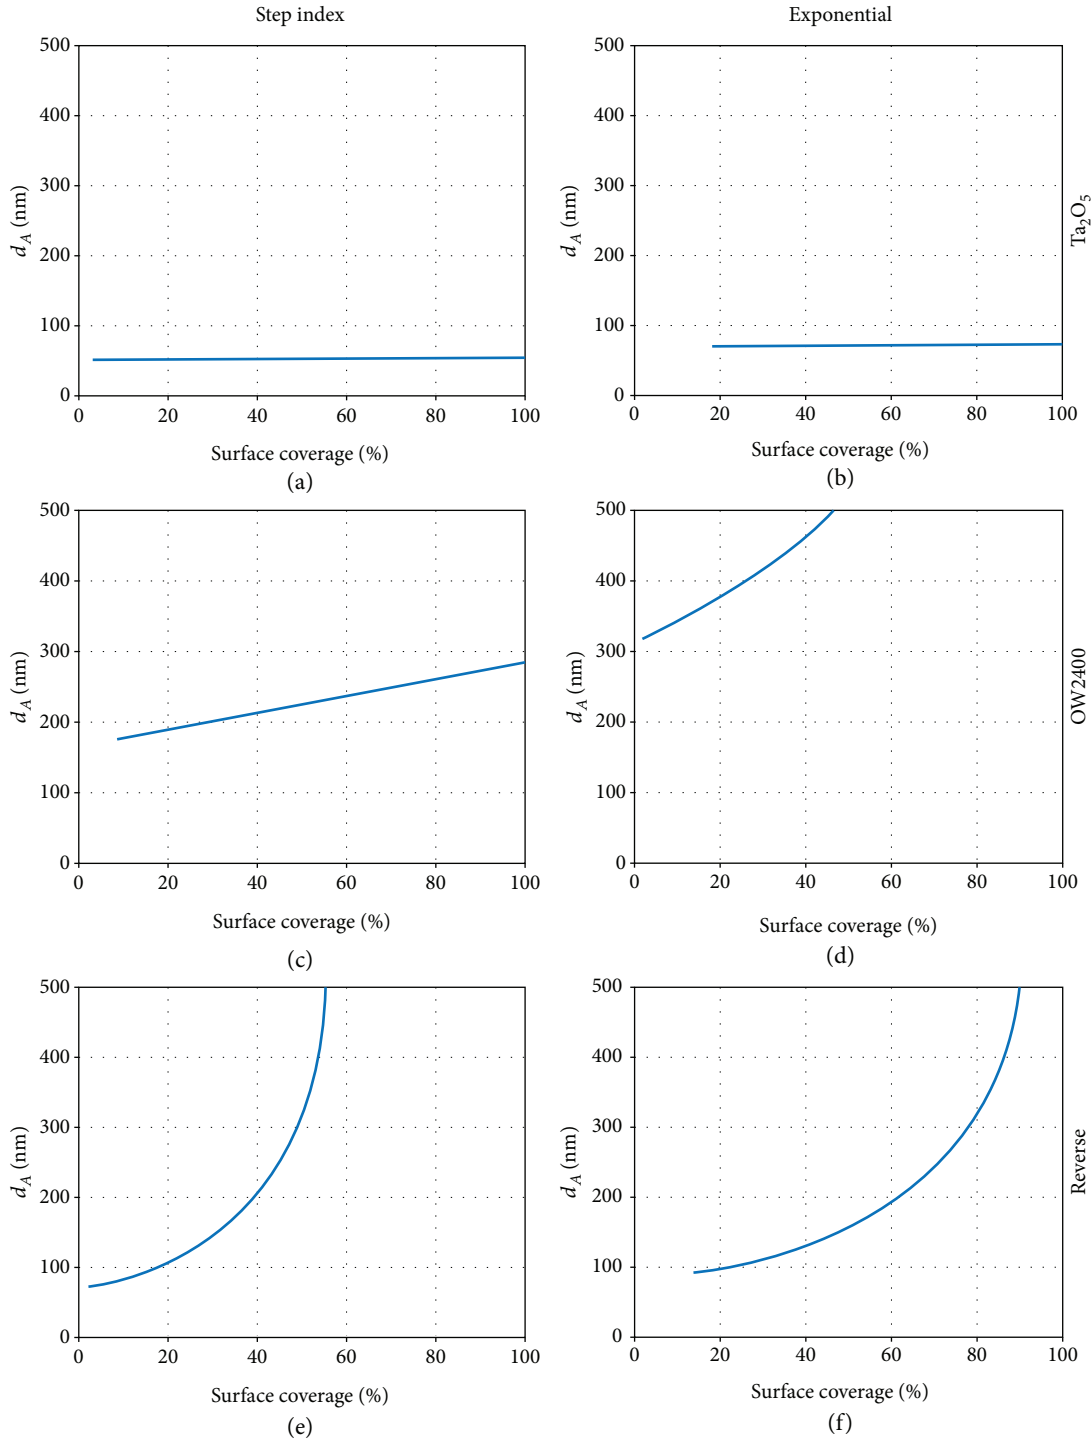 Step index
Exponential
500
400
300
200
100
0
d_A (nm)
0 20 40 60 80 100
Surface coverage (%)
(a)
500
400
300
200
100
0
d_A (nm)
0 20 40 60 80 100
Surface coverage (%)
(b)
Ta₂O₅
500
400
300
200
100
0
d_A (nm)
0 20 40 60 80 100
Surface coverage (%)
(c)
500
400
300
200
100
0
d_A (nm)
0 20 40 60 80 100
Surface coverage (%)
(d)
OW2400
500
400
300
200
100
0
d_A (nm)
0 20 40 60 80 100
Surface coverage (%)
(e)
500
400
300
200
100
0
d_A (nm)
0 20 40 60 80 100
Surface coverage (%)
(f)
Reverse